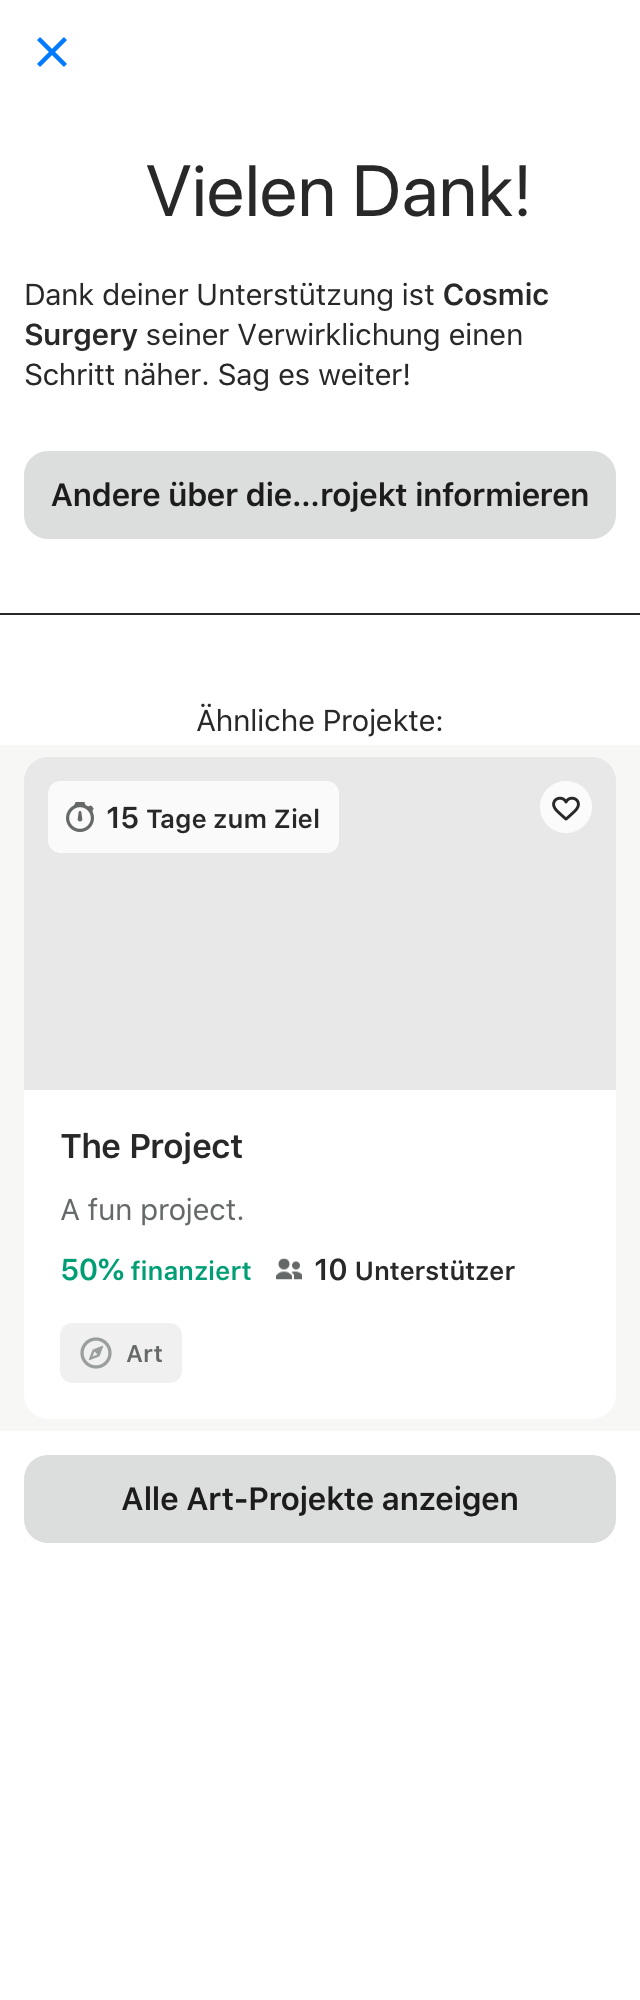 Vielen Dank!
Dank deiner Unterstützung ist Cosmic
Surgery seiner Verwirklichung einen
Schritt näher. Sag es weiter!
Andere über die...rojekt informieren
Ähnliche Projekte:
15 Tage zum Ziel
The Project
A fun project.
50% finanziert 10 Unterstützer
Art
Alle Art-Projekte anzeigen